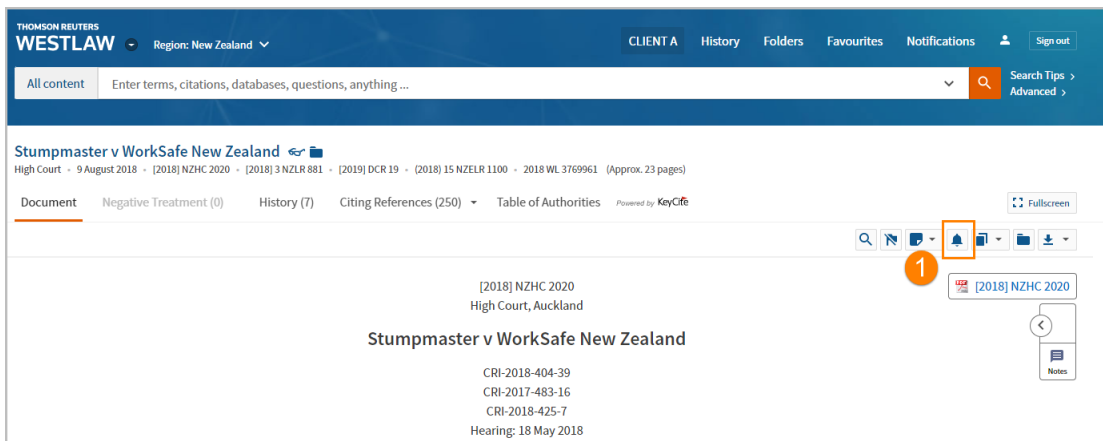 THOMSON REUTERS
WESTLAW Region: New Zealand CLIENT A History Folders Favourites Notifications Sign out
All content Enter terms, citations, databases, questions, anything ... Search Tips >
Advanced >
Stumpmaster v WorkSafe New Zealand
High Court • 9 August 2018 • [2018] NZHC 2020 • [2018] 3 NZLR 881 • [2019] DCR 19 • (2018) 15 NZELR 1100 • 2018 WL 3769961 (Approx. 23 pages)
Document Negative Treatment (0) History (7) Citing References (250) Table of Authorities Powered by KeyCite Fullscreen
1
[2018] NZHC 2020 PDF [2018] NZHC 2020
High Court, Auckland
Stumpmaster v WorkSafe New Zealand
CRI-2018-404-39 Notes
CRI-2017-483-16
CRI-2018-425-7
Hearing: 18 May 2018